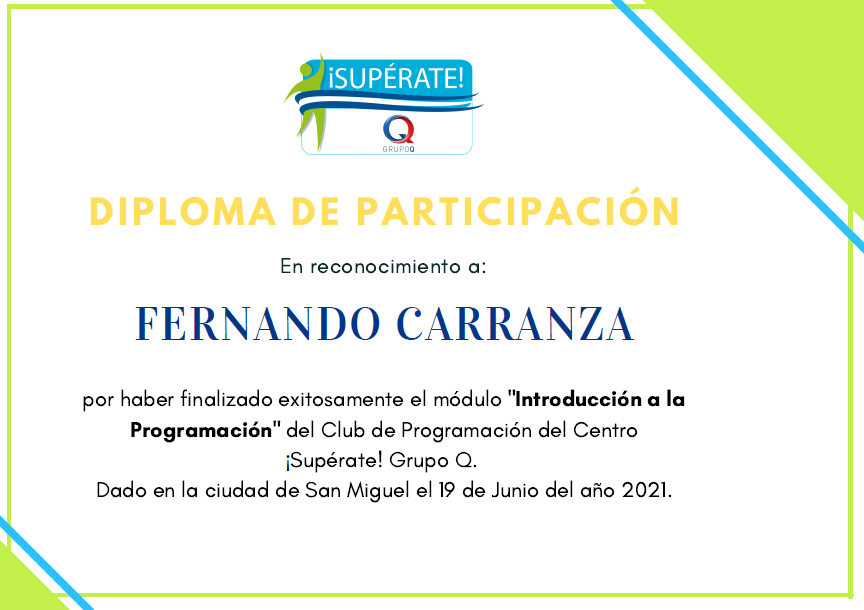 ¡SUPÉRATE!
GRUPOQ
DIPLOMA DE PARTICIPACIÓN
En reconocimiento a:
FERNANDO CARRANZA
por haber finalizado exitosamente el módulo "Introducción a la
Programación" del Club de Programación del Centro
¡Supérate! Grupo Q.
Dado en la ciudad de San Miguel el 19 de Junio del año 2021.